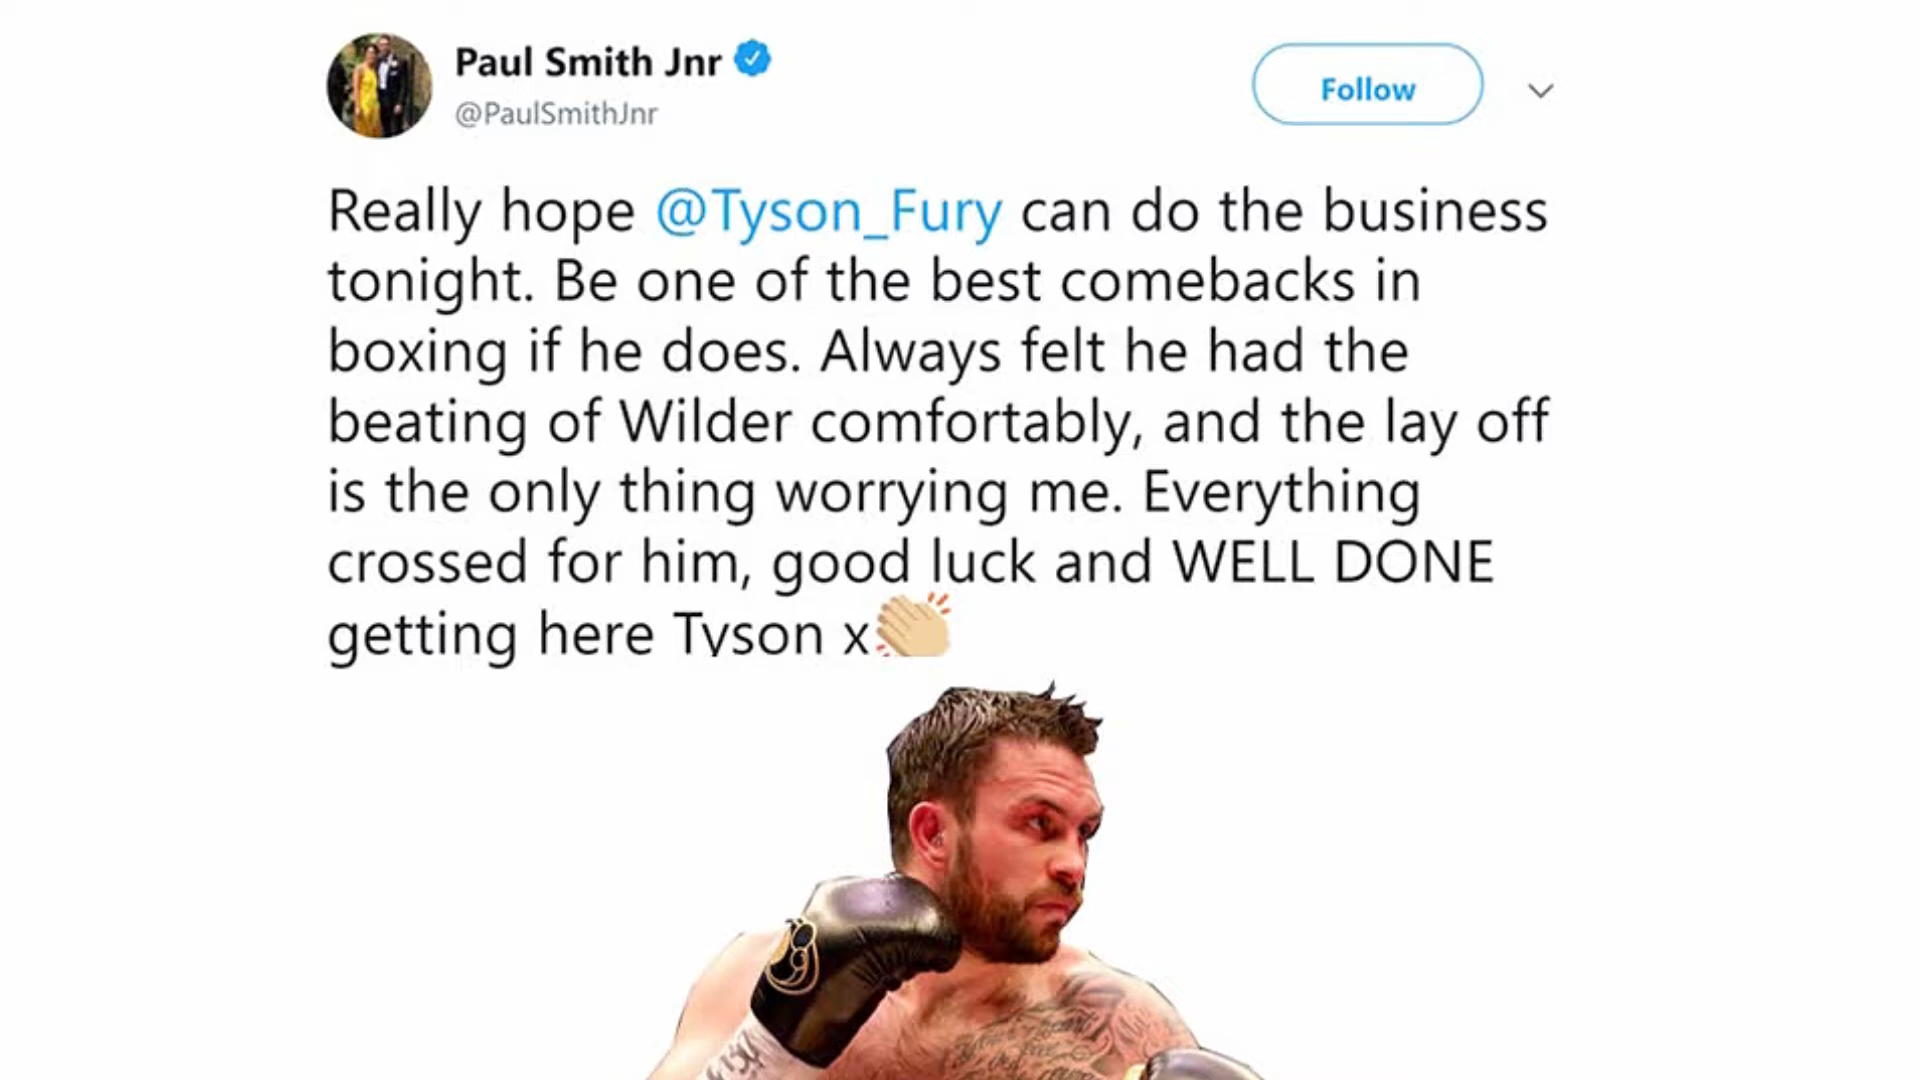 Paul Smith Jnr
@PaulSmithJnr
Follow
Really hope @Tyson_Fury can do the business
tonight. Be one of the best comebacks in
boxing if he does. Always felt he had the
beating of Wilder comfortably, and the lay off
is the only thing worrying me. Everything
crossed for him, good luck and WELL DONE
getting here Tyson x👏🏼